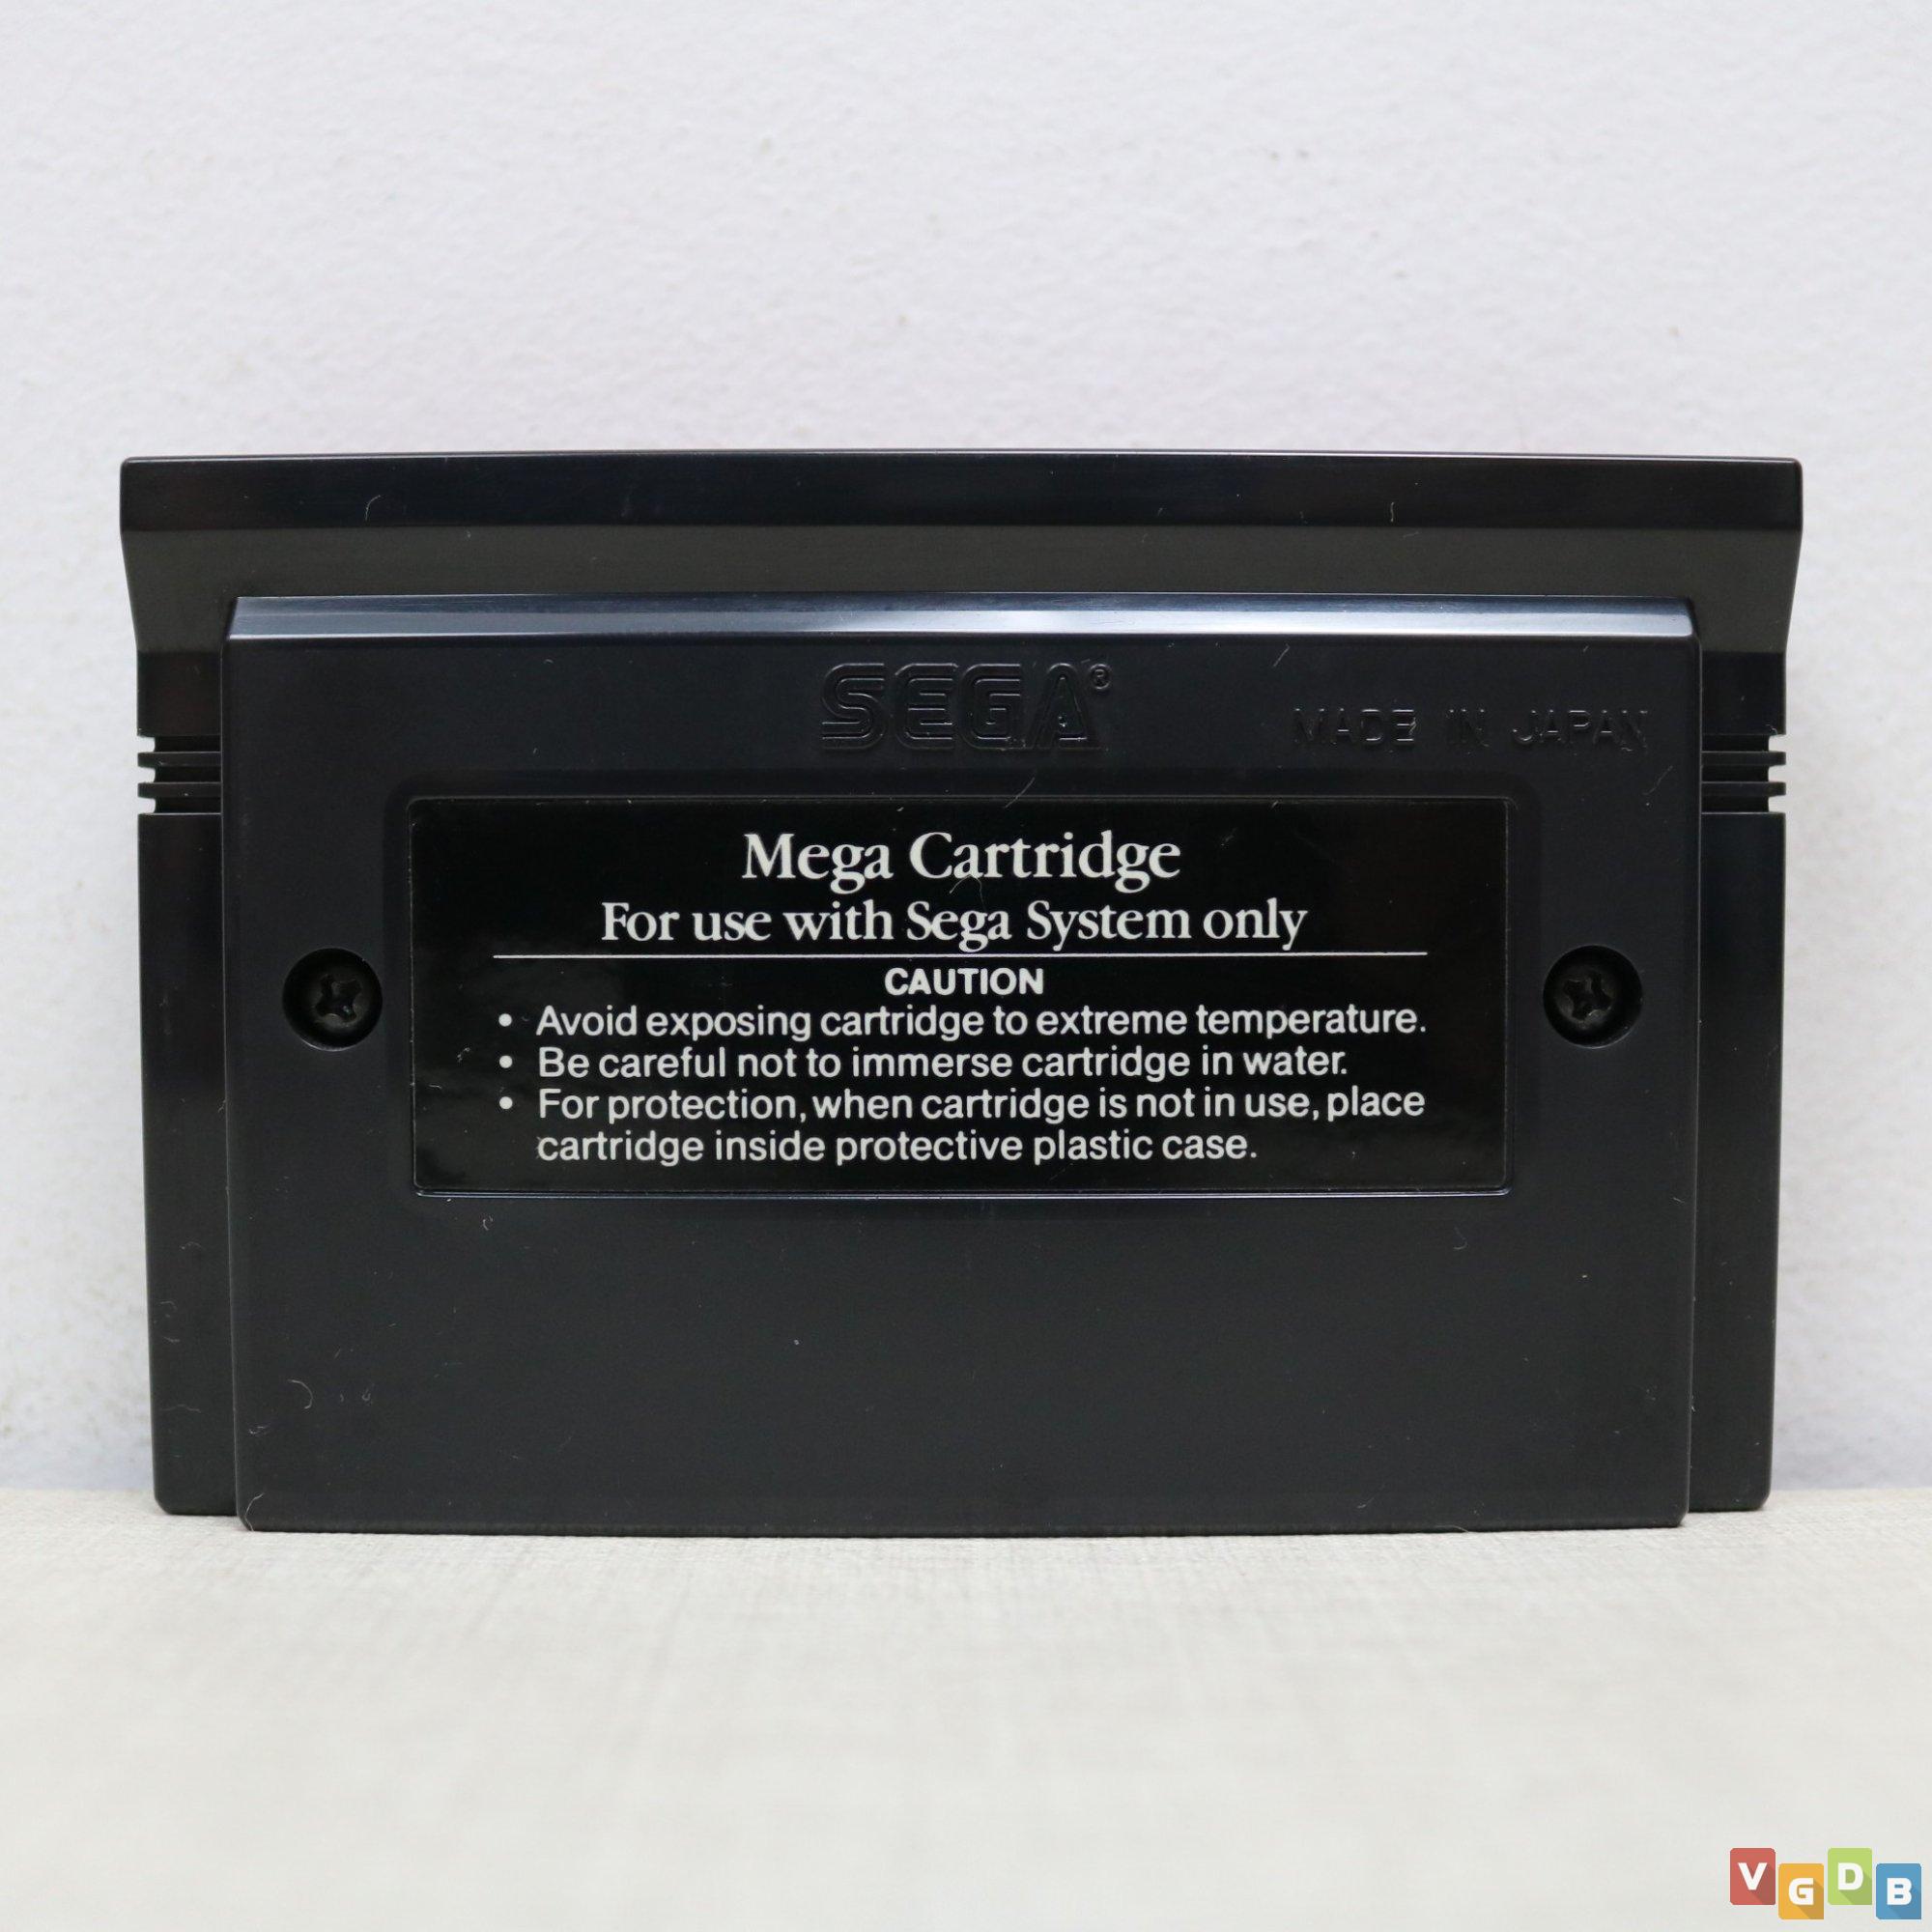 SEGA®
MADE IN JAPAN
Mega Cartridge
For use with Sega System only
CAUTION
• Avoid exposing cartridge to extreme temperature.
• Be careful not to immerse cartridge in water.
• For protection, when cartridge is not in use, place
cartridge inside protective plastic case.
VGDB